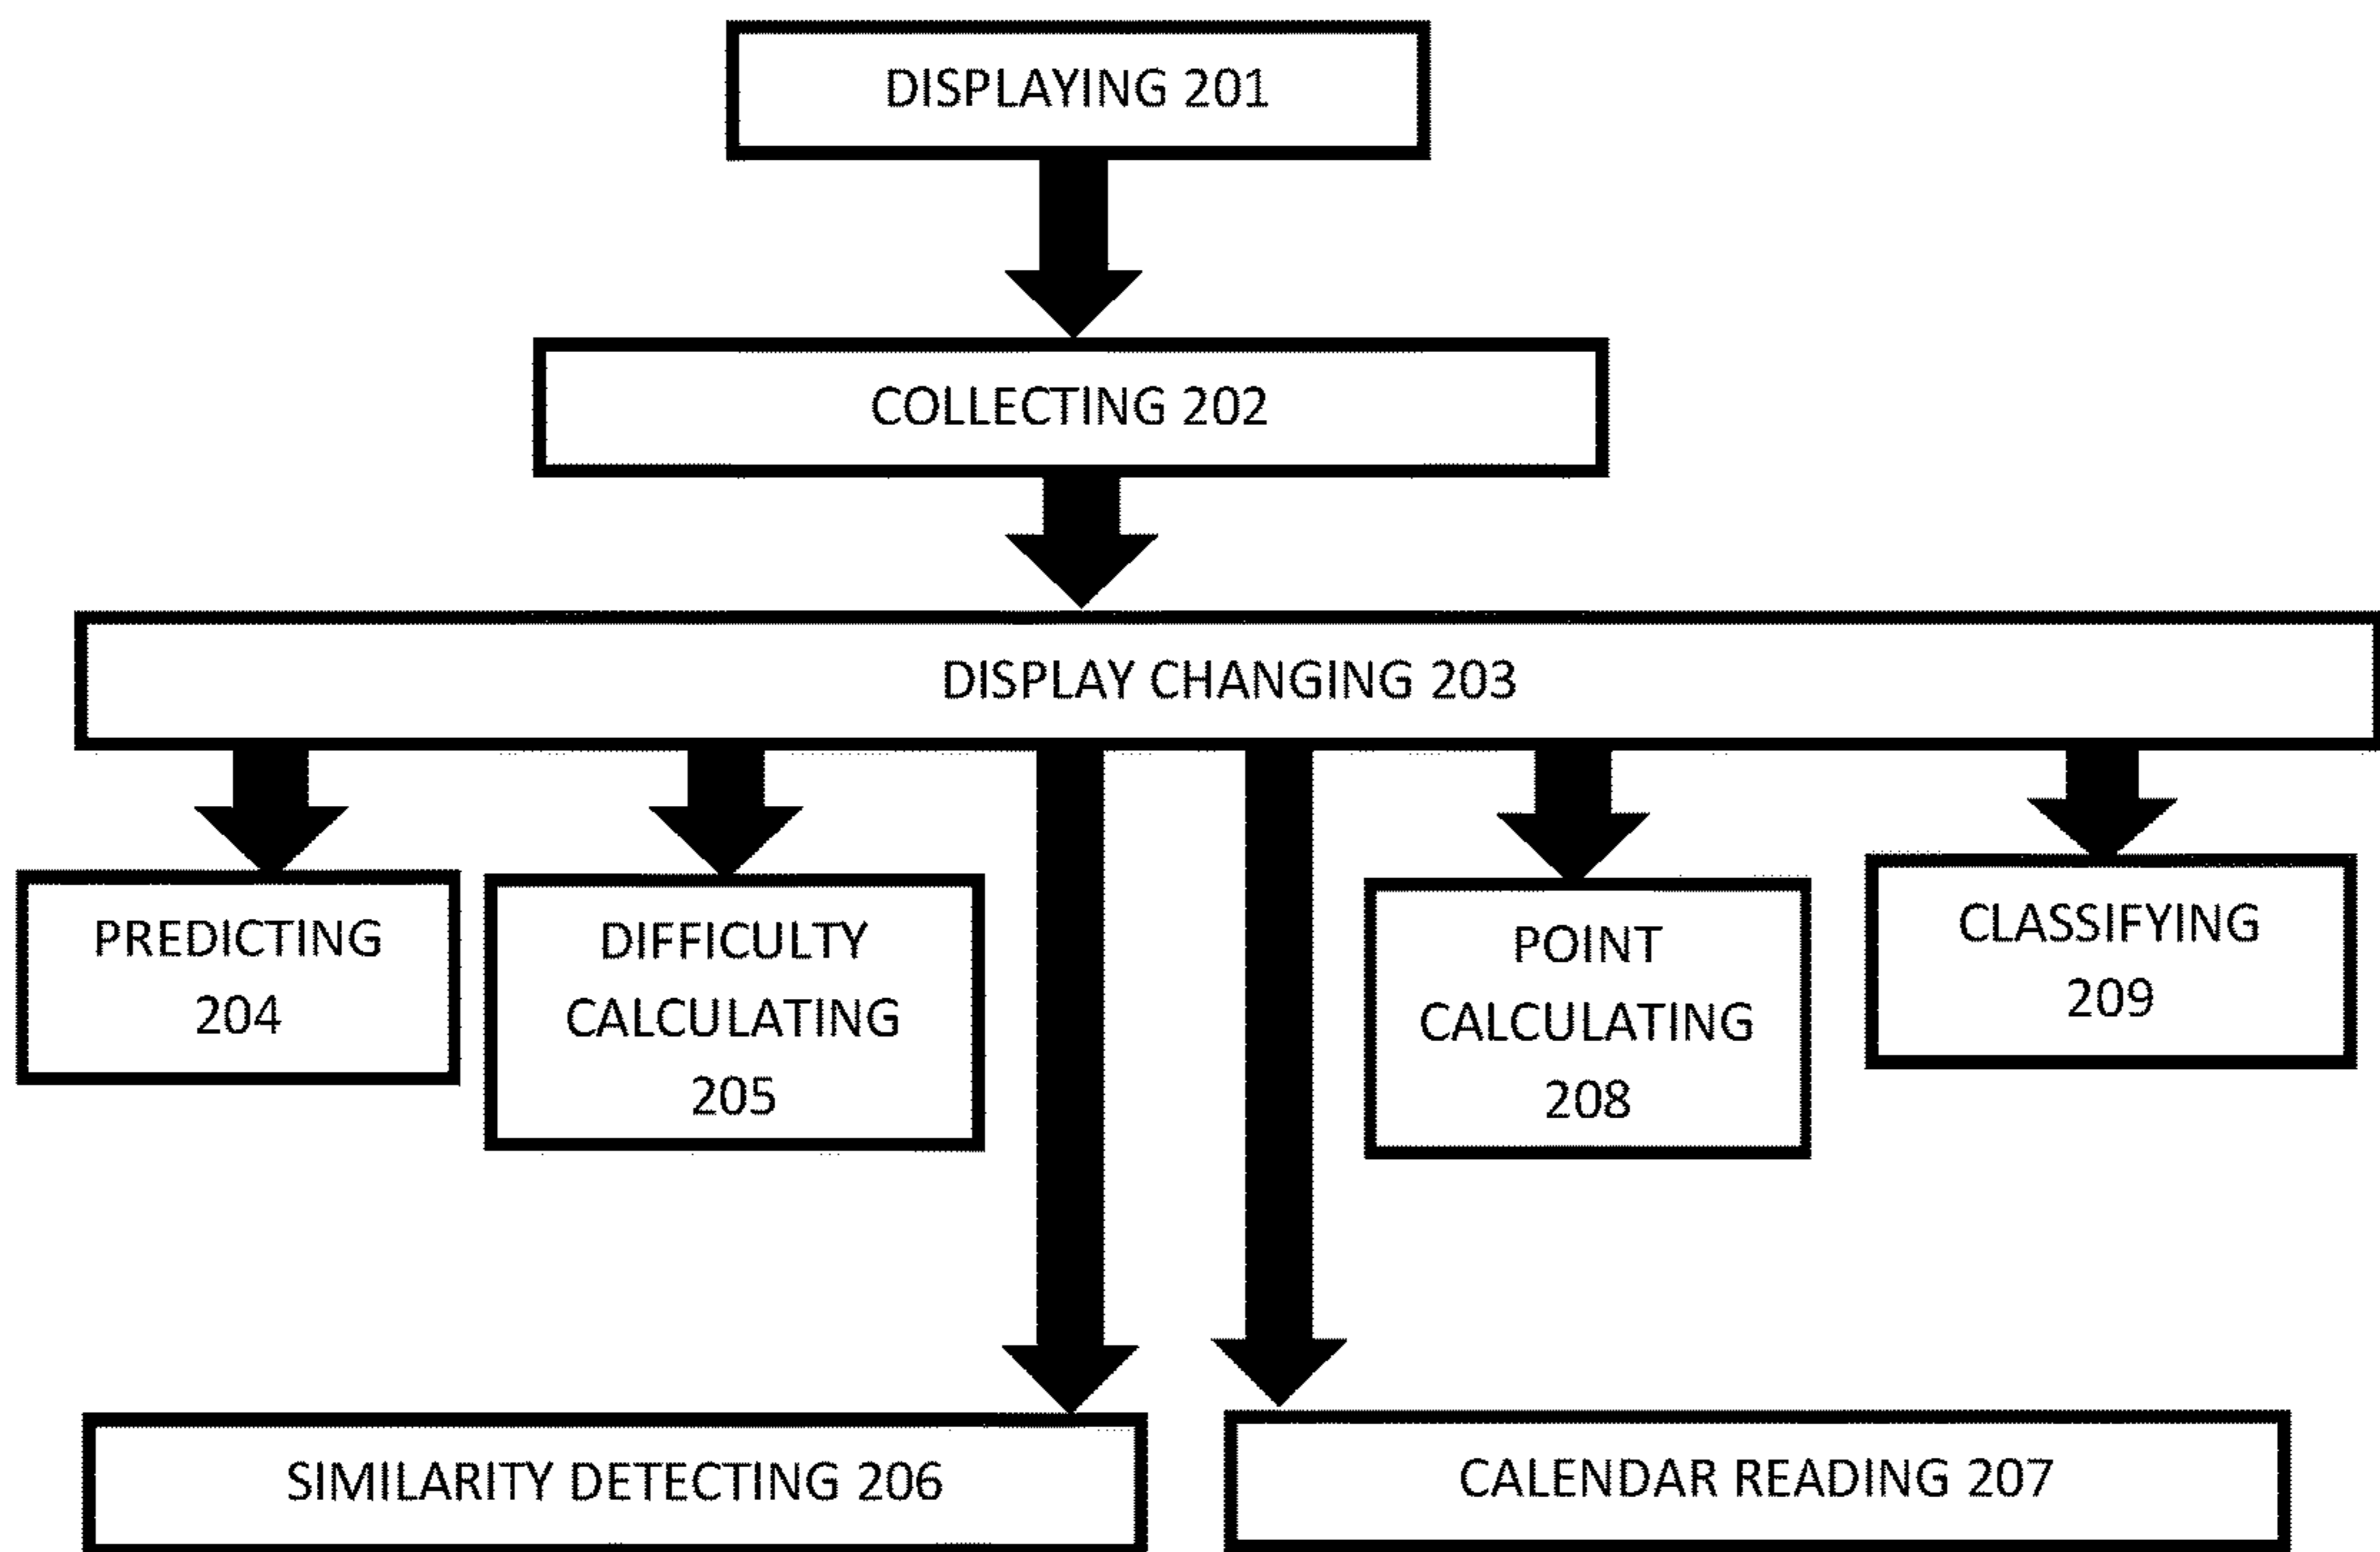 DISPLAYING 201
COLLECTING 202
DISPLAY CHANGING 203
PREDICTING
204
DIFFICULTY
CALCULATING
205
POINT
CALCULATING
208
CLASSIFYING
209
SIMILARITY DETECTING 206
CALENDAR READING 207